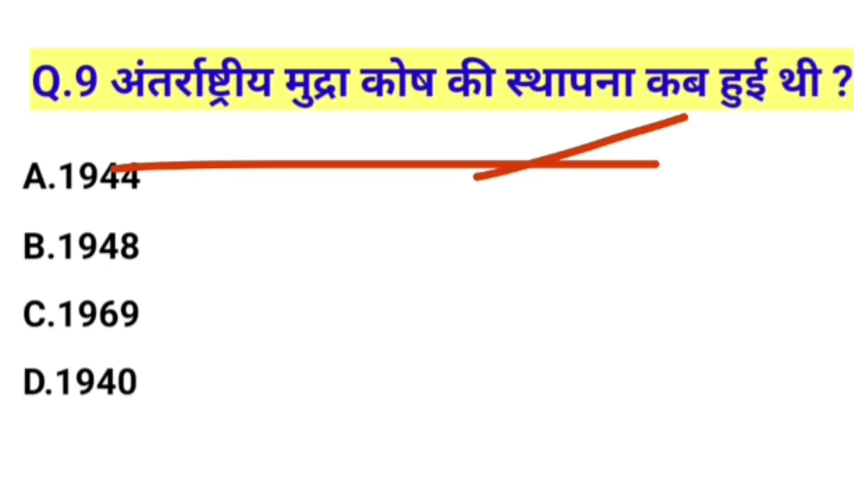 Q.9 अंतर्राष्ट्रीय मुद्रा कोष की स्थापना कब हुई थी ?
A.1944
B.1948
C.1969
D.1940